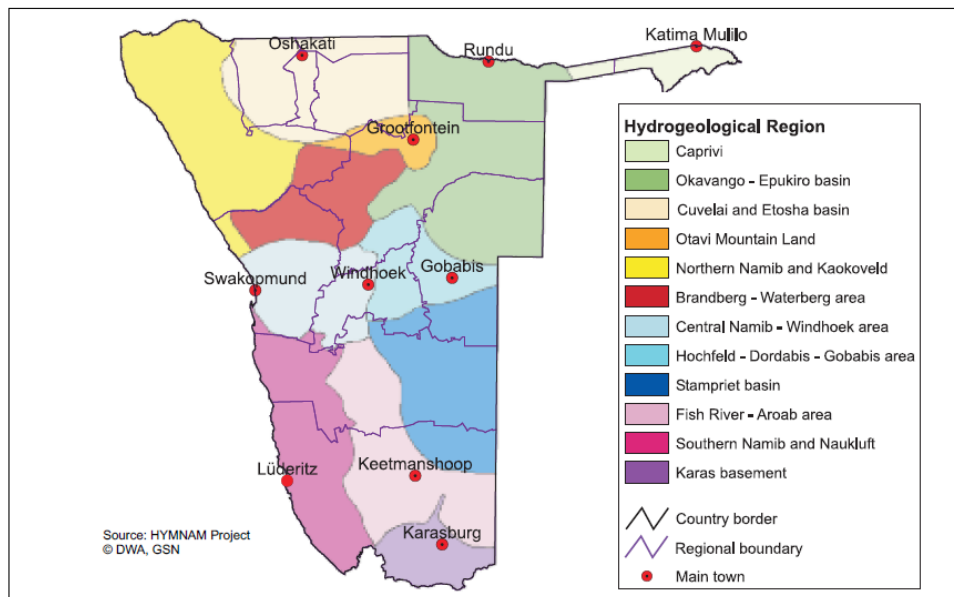 Oshakati
Rundu
Katima Mulilo
Grootfontein
Swakopmund
Windhoek
Gobabis
Lüderitz
Keetmanshoop
Karasburg
Source: HYMNAM Project
© DWA, GSN
Hydrogeological Region
Caprivi
Okavango - Epukiro basin
Cuvelai and Etosha basin
Otavi Mountain Land
Northern Namib and Kaokoveld
Brandberg - Waterberg area
Central Namib - Windhoek area
Hochfeld - Dordabis - Gobabis area
Stampriet basin
Fish River - Aroab area
Southern Namib and Naukluft
Karas basement
Country border
Regional boundary
Main town